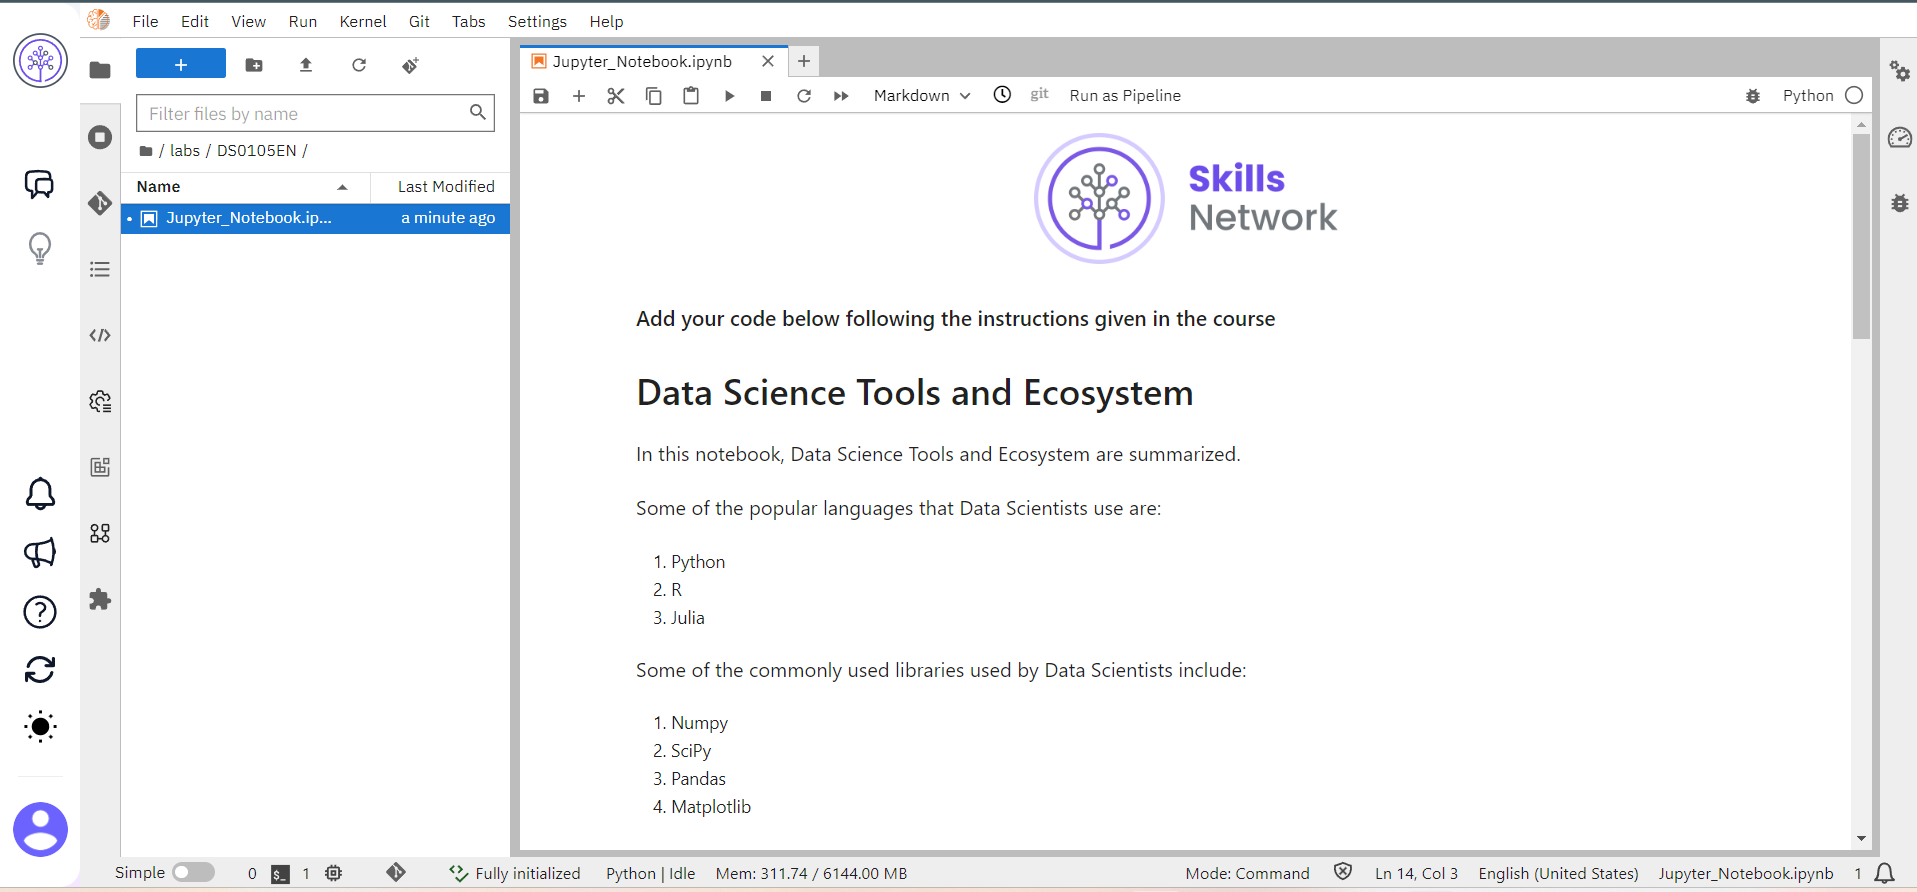 File Edit View Run Kernel Git Tabs Settings Help
+
Filter files by name
/ labs / DS0105EN /
Name Last Modified
Jupyter_Notebook.ip... a minute ago
Jupyter_Notebook.ipynb
Markdown git Run as Pipeline Python
Skills
Network
Add your code below following the instructions given in the course
Data Science Tools and Ecosystem
In this notebook, Data Science Tools and Ecosystem are summarized.
Some of the popular languages that Data Scientists use are:
1. Python
2. R
3. Julia
Some of the commonly used libraries used by Data Scientists include:
1. Numpy
2. SciPy
3. Pandas
4. Matplotlib
Simple 0 $_ 1 Fully initialized Python | Idle Mem: 311.74 / 6144.00 MB Mode: Command Ln 14, Col 3 English (United States) Jupyter_Notebook.ipynb 1